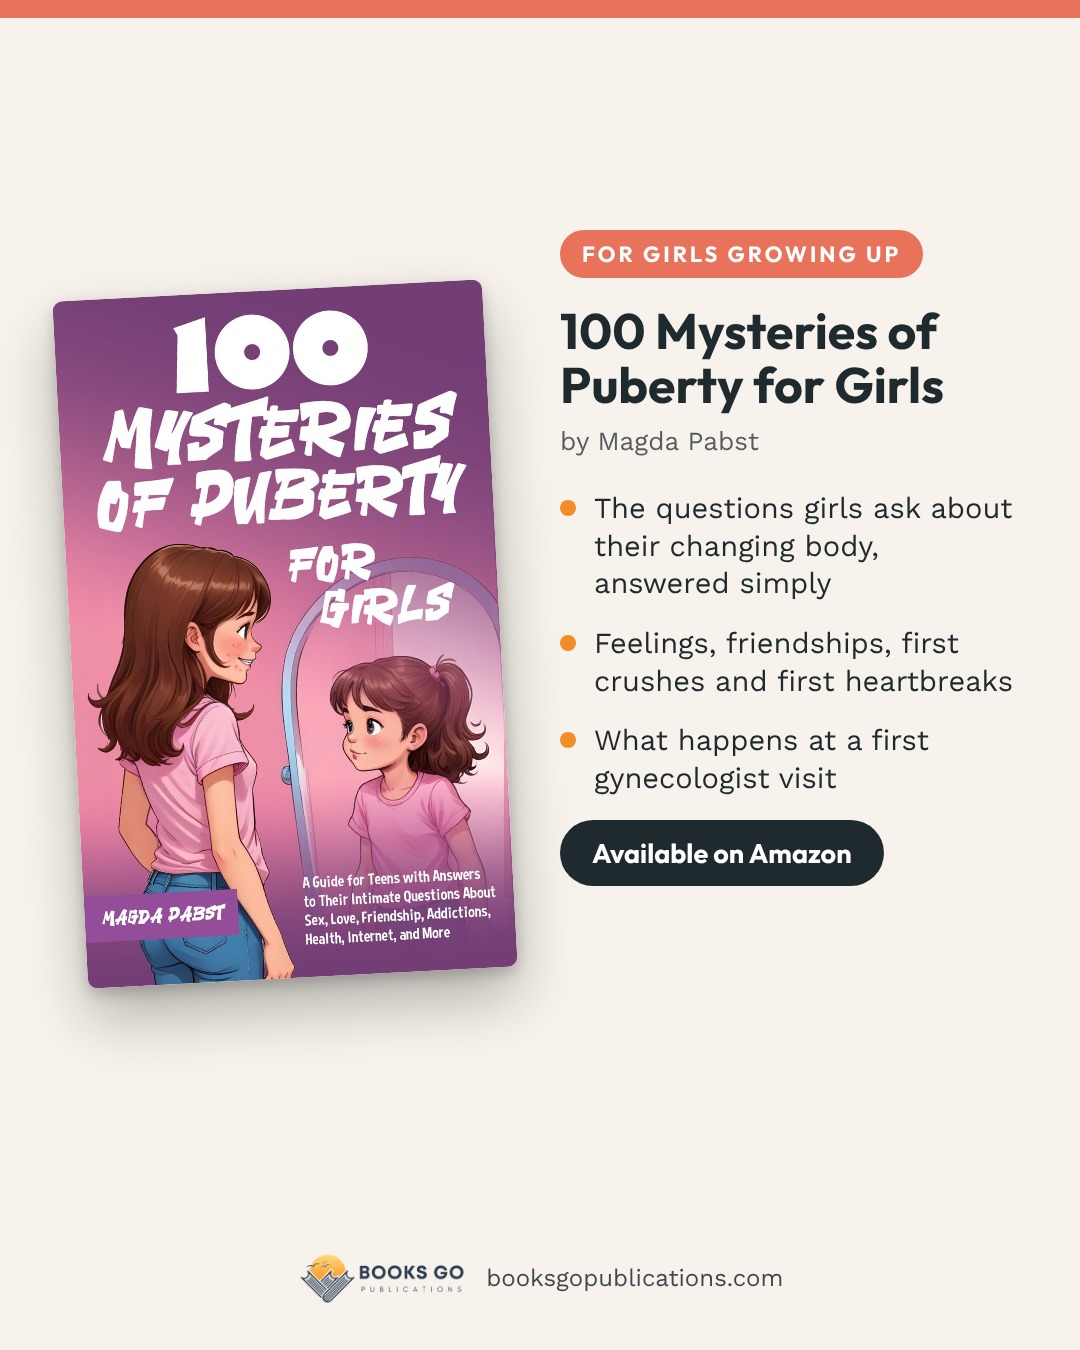 100
MYSTERIES
OF PUBERTY
FOR
GIRLS
MAGDA PABST
A Guide for Teens with Answers
to Their Intimate Questions About
Sex, Love, Friendship, Addictions,
Health, Internet, and More
FOR GIRLS GROWING UP
100 Mysteries of
Puberty for Girls
by Magda Pabst
The questions girls ask about
their changing body,
answered simply
Feelings, friendships, first
crushes and first heartbreaks
What happens at a first
gynecologist visit
Available on Amazon
BOOKS GO
PUBLICATIONS
booksgopublications.com